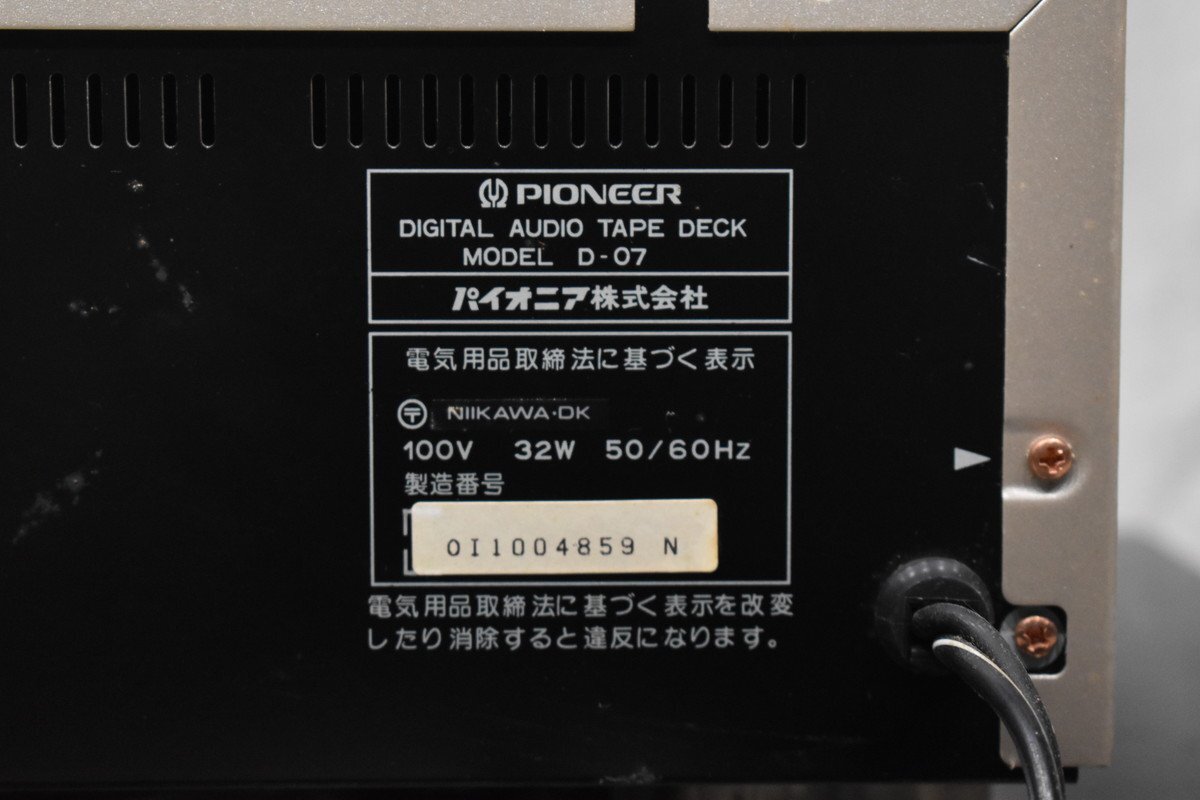 PIONEER
DIGITAL AUDIO TAPE DECK
MODEL D-07
パイオニア株式会社
電気用品取締法に基づく表示
〒 NIIKAWA・DK
100V 32W 50/60Hz
製造番号
OI1004859 N
電気用品取締法に基づく表示を改変
したり消除すると違反になります。